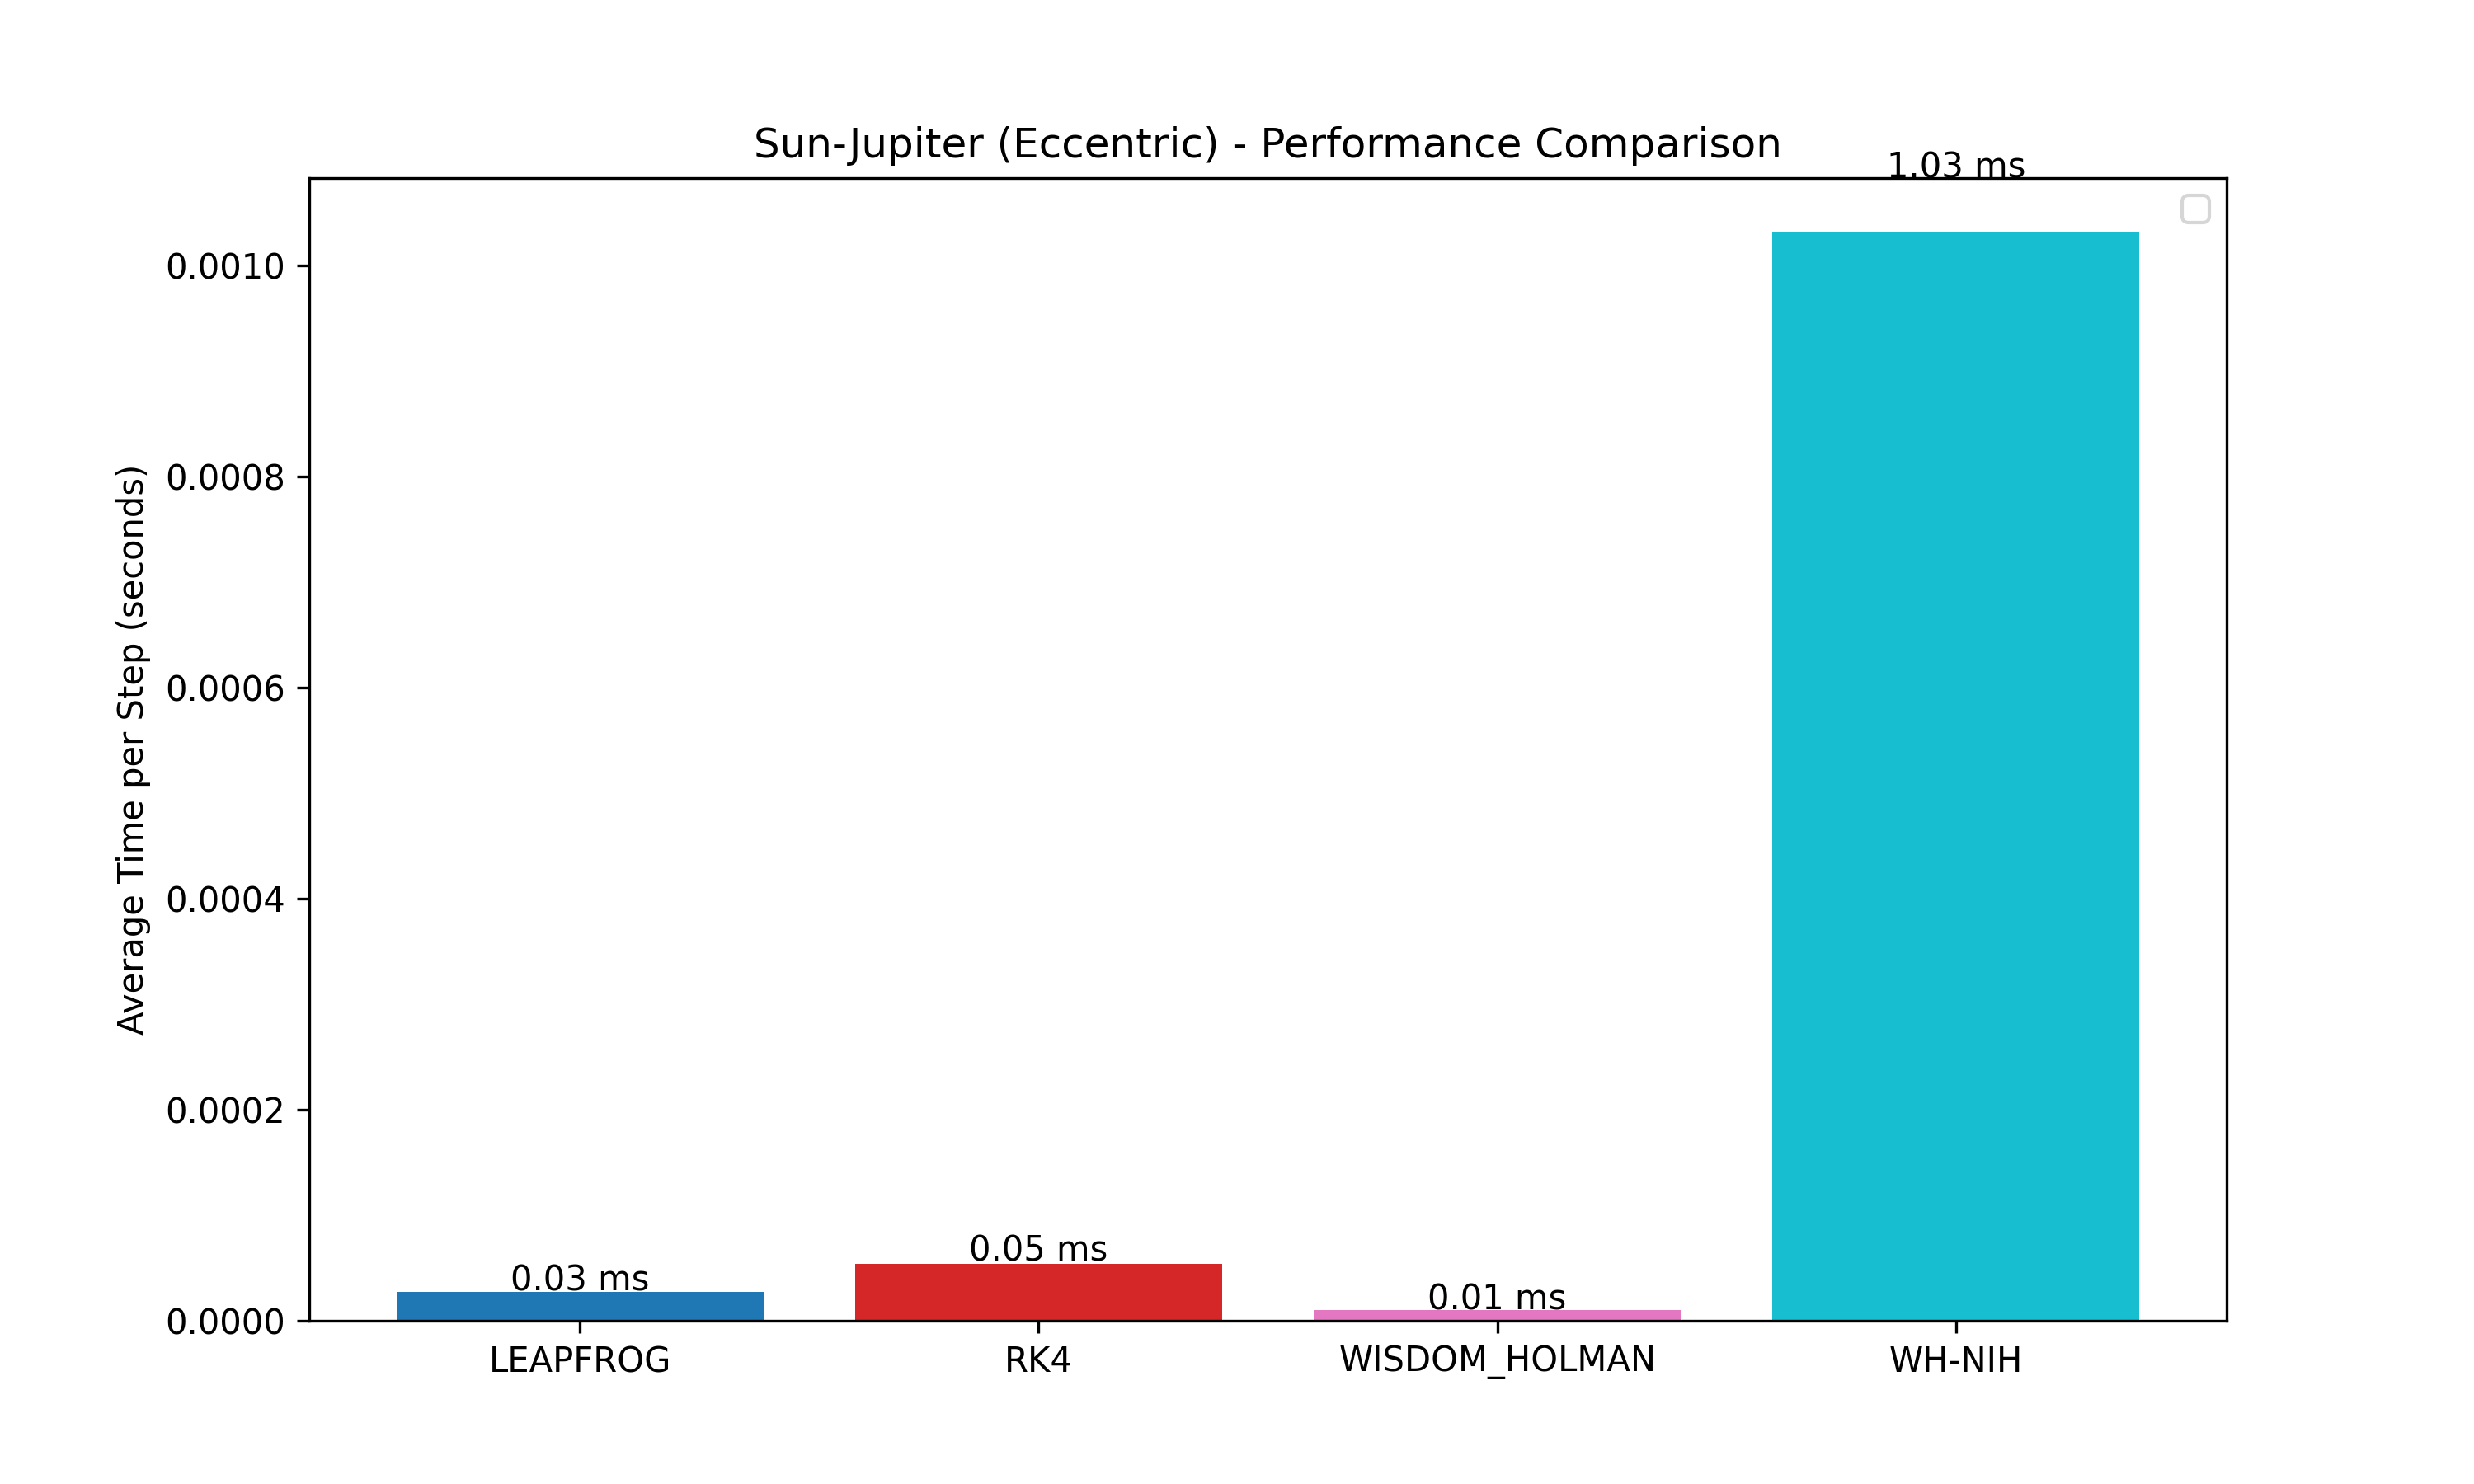 Sun-Jupiter (Eccentric) - Performance Comparison
1.03 ms
0.0010
0.0008
0.0006
0.0004
0.0002
0.0000
Average Time per Step (seconds)
0.03 ms
0.05 ms
0.01 ms
LEAPFROG
RK4
WISDOM_HOLMAN
WH-NIH